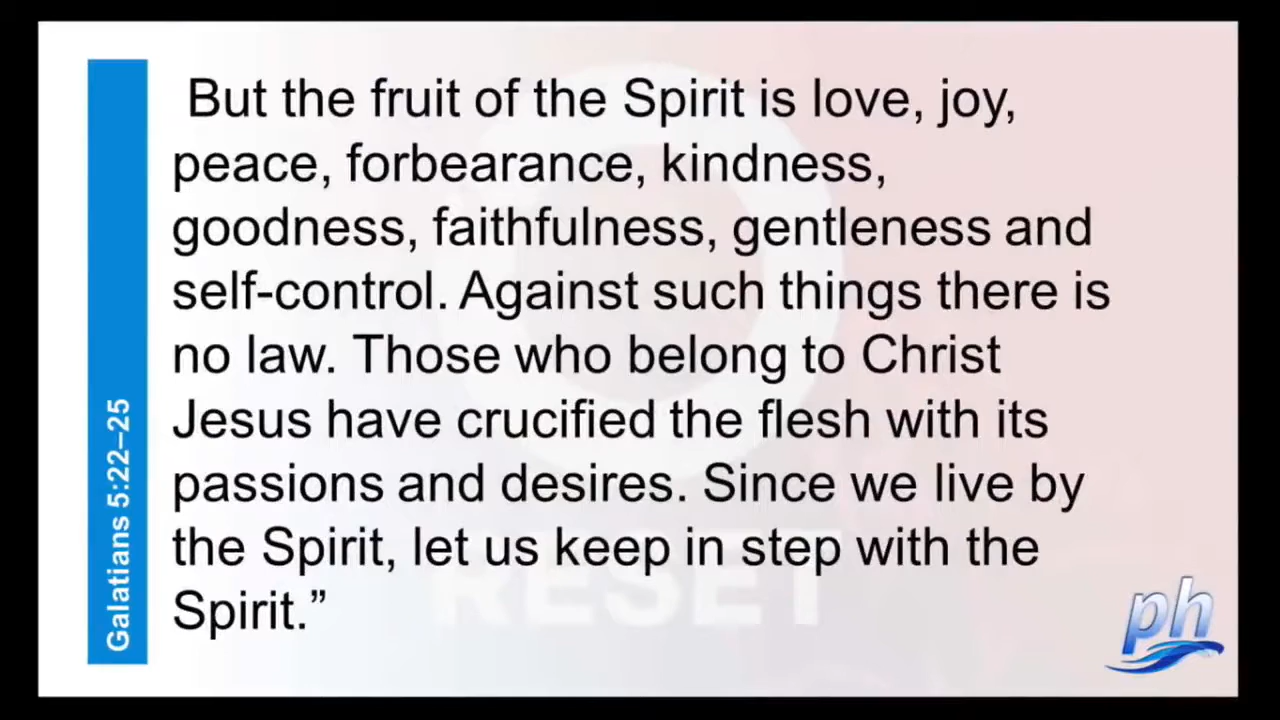 But the fruit of the Spirit is love, joy,
peace, forbearance, kindness,
goodness, faithfulness, gentleness and
self-control. Against such things there is
no law. Those who belong to Christ
Jesus have crucified the flesh with its
passions and desires. Since we live by
the Spirit, let us keep in step with the
Spirit.”
Galatians 5:22–25
RESET
ph